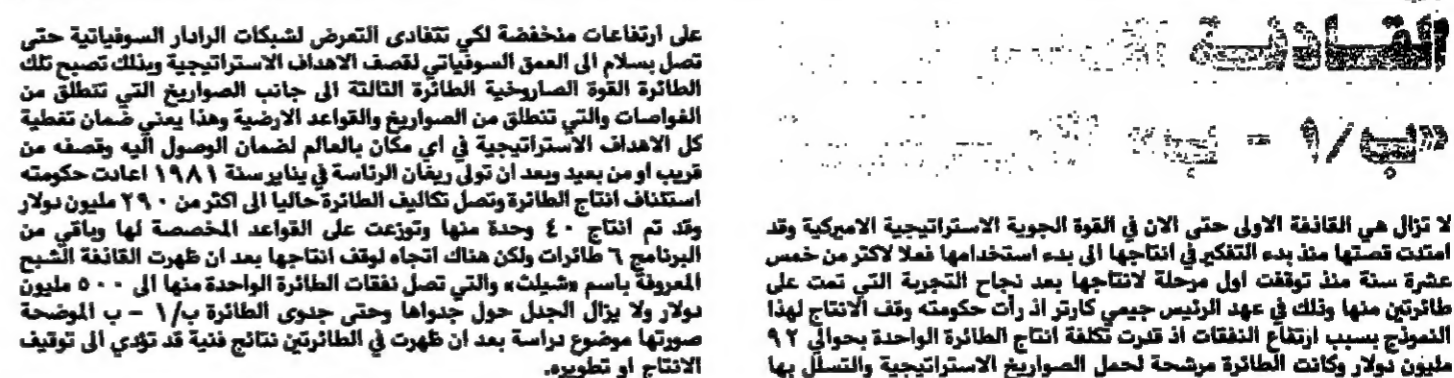 القاذفة
«ب/١ - ب»
لا تزال هي القاذفة الاولى حتى الان في القوة الجوية الاستراتيجية الاميركية وقد
امتدت قصتها منذ بدء التفكير في انتاجها الى بدء استخدامها فعلا لاكثر من خمس
عشرة سنة منذ توقفت اول مرحلة لانتاجها بعد نجاح التجربة التي تمت على
طائرتين منها وذلك في عهد الرئيس جيمي كارتر اذ رأت حكومته وقف الانتاج لهذا
النموذج بسبب ارتفاع النفقات اذ قدرت تكلفة انتاج الطائرة الواحدة بحوالي ٩٢
مليون دولار وكانت الطائرة مرشحة لحمل الصواريخ الاستراتيجية والتسلل بها
على ارتفاعات منخفضة لكي تتفادى التعرض لشبكات الرادار السوفياتية حتى
تصل بسلام الى العمق السوفياتي لقصف الاهداف الاستراتيجية وبذلك تصبح تلك
الطائرة القوة الصاروخية الطائرة الثالثة الى جانب الصواريخ التي تنطلق من
الغواصات والتي تنطلق من الصواريخ والقواعد الارضية وهذا يعني ضمان تغطية
كل الاهداف الاستراتيجية في اي مكان بالعالم لضمان الوصول اليه وقصفه من
قريب او من بعيد وبعد ان تولى ريغان الرئاسة في يناير سنة ١٩٨١ اعادت حكومته
استئناف انتاج الطائرة وتصل تكاليف الطائرة حاليا الى اكثر من ٢٩٠ مليون دولار
وقد تم انتاج ٤٠ وحدة منها وتوزعت على القواعد المخصصة لها وباقي من
البرنامج ٦ طائرات ولكن هناك اتجاه لوقف انتاجها بعد ان ظهرت القاذفة الشبح
المعروفة باسم «شيلث» والتي تصل نفقات الطائرة الواحدة منها الى ٥٠٠ مليون
دولار ولا يزال الجدل حول جدواها وحتى جدوى الطائرة ب/١ - ب الموضحة
صورتها موضوع دراسة بعد ان ظهرت في الطائرتين نتائج فنية قد تؤدي الى توقيف
الانتاج او تطويره.